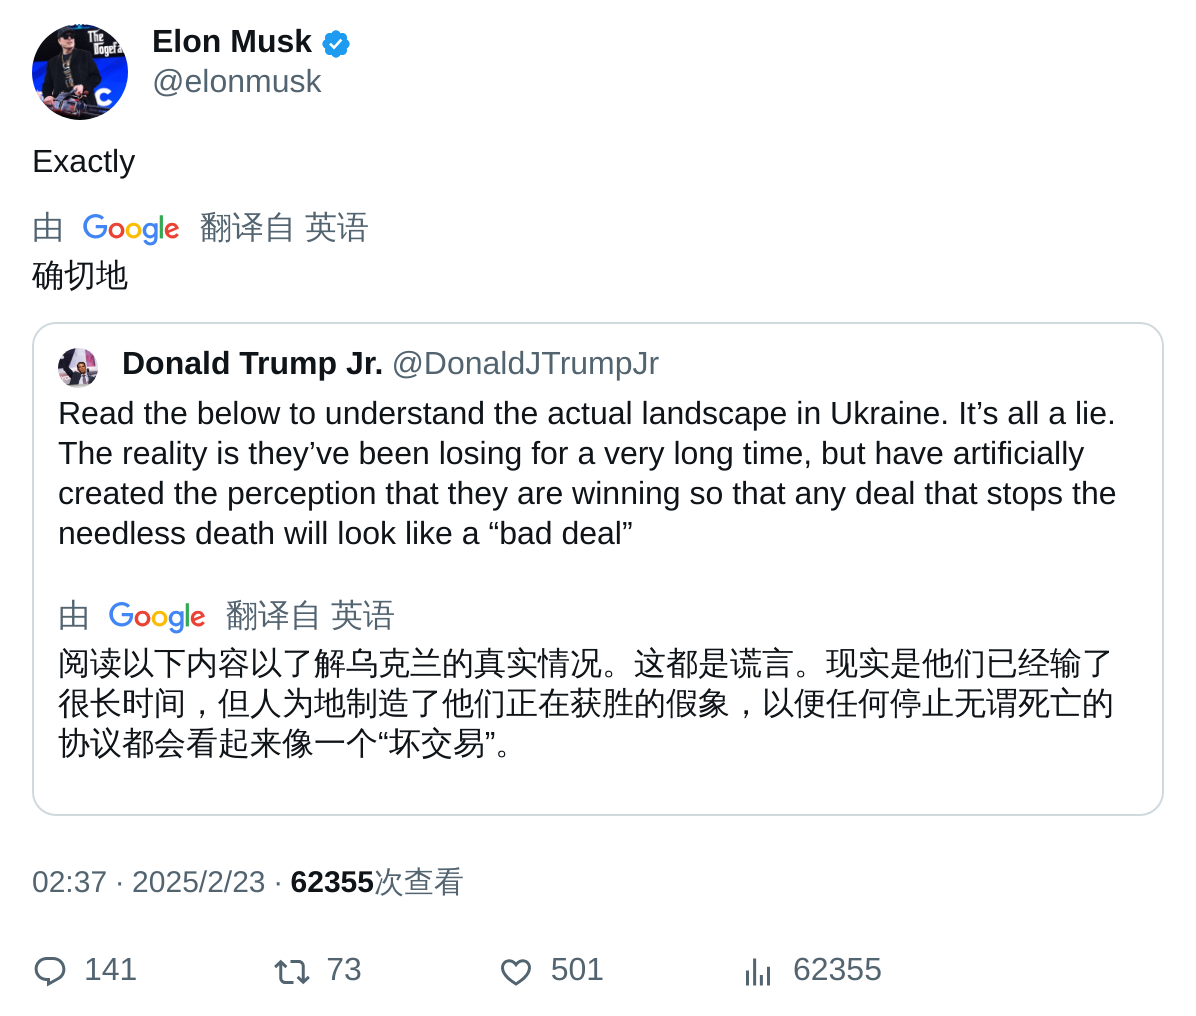 The
Dogefa
Elon Musk
@elonmusk
Exactly
由 Google 翻译自 英语
确切地
Donald Trump Jr. @DonaldJTrumpJr
Read the below to understand the actual landscape in Ukraine. It’s all a lie.
The reality is they’ve been losing for a very long time, but have artificially
created the perception that they are winning so that any deal that stops the
needless death will look like a “bad deal”
由 Google 翻译自 英语
阅读以下内容以了解乌克兰的真实情况。这都是谎言。现实是他们已经输了
很长时间，但人为地制造了他们正在获胜的假象，以便任何停止无谓死亡的
协议都会看起来像一个“坏交易”。
02:37 · 2025/2/23 · 62355次查看
141 73 501 62355